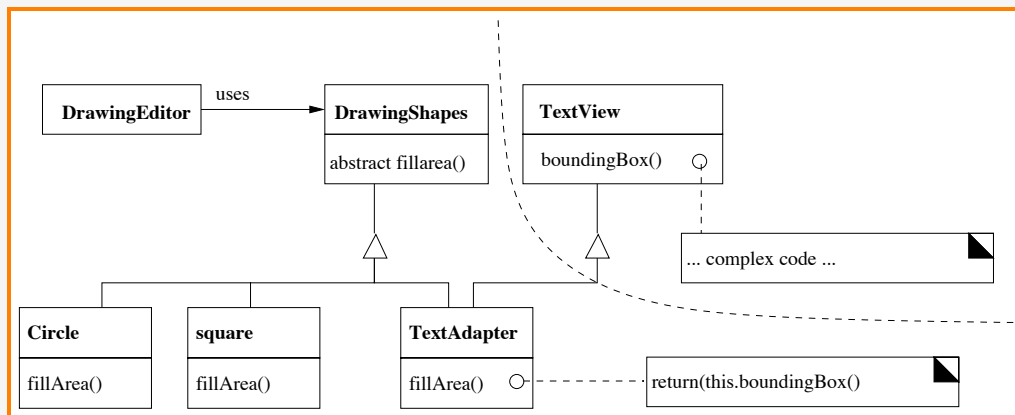 uses
DrawingEditor
DrawingShapes
TextView
abstract fillarea()
boundingBox()
... complex code ...
Circle
square
TextAdapter
fillArea()
fillArea()
fillArea()
return(this.boundingBox()